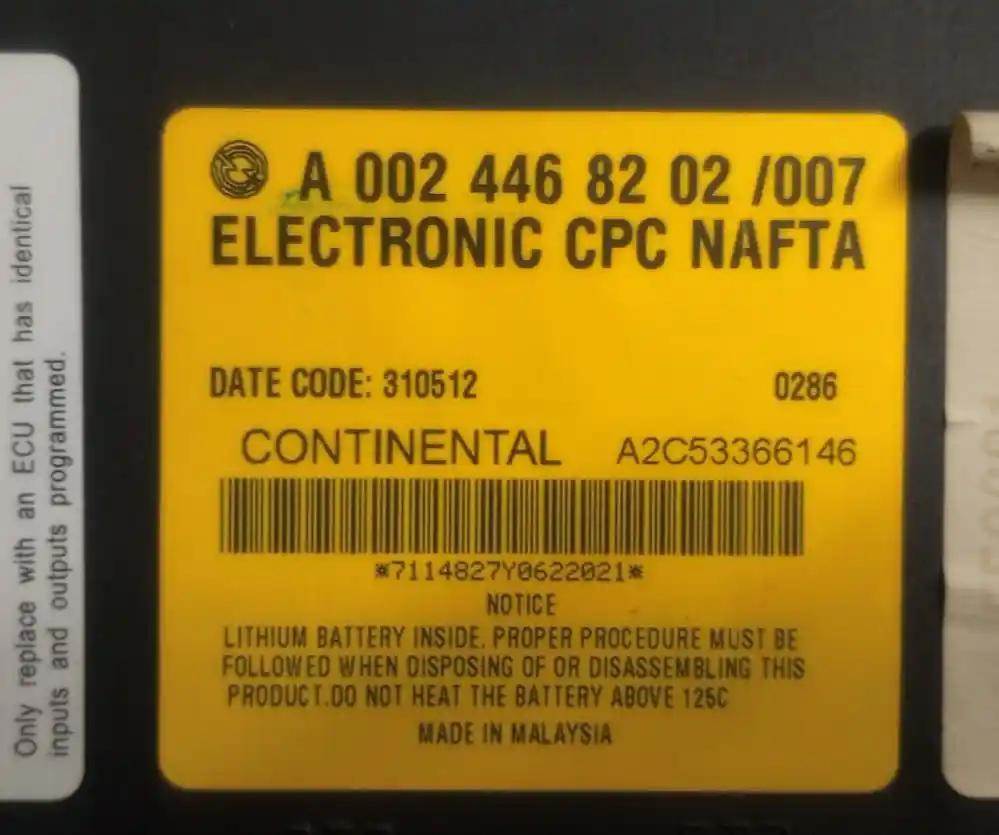 Only replace with an ECU that has identical
inputs and outputs programmed.
A 002 446 82 02 /007
ELECTRONIC CPC NAFTA
DATE CODE: 310512 0286
CONTINENTAL A2C53366146
*7114827Y0622021*
NOTICE
LITHIUM BATTERY INSIDE. PROPER PROCEDURE MUST BE
FOLLOWED WHEN DISPOSING OF OR DISASSEMBLING THIS
PRODUCT.DO NOT HEAT THE BATTERY ABOVE 125C
MADE IN MALAYSIA